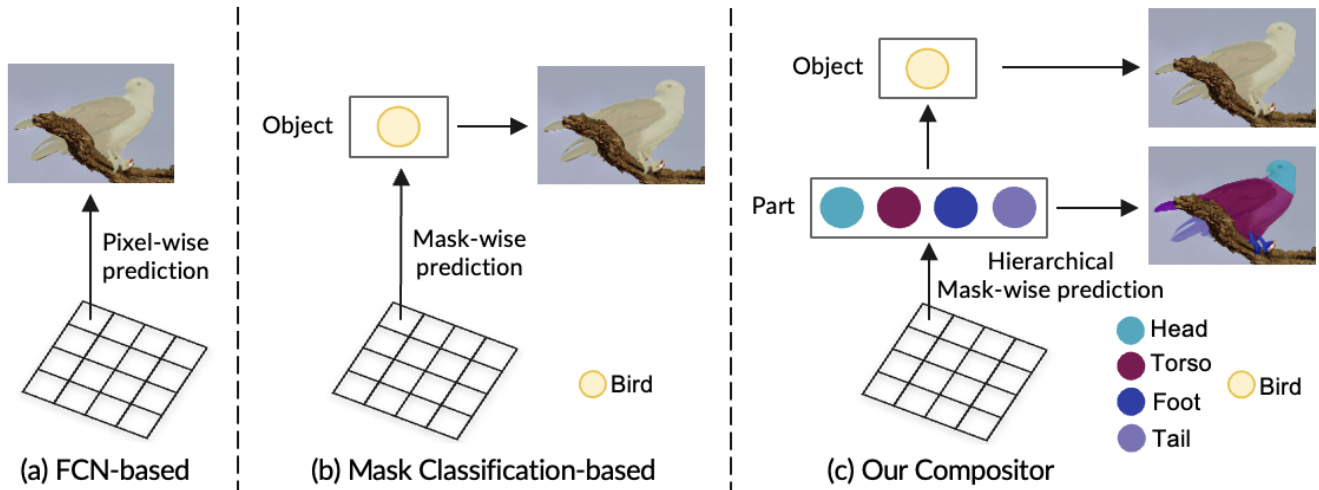 Pixel-wise
prediction
(a) FCN-based
Object
Mask-wise
prediction
Bird
(b) Mask Classification-based
Object
Part
Hierarchical
Mask-wise prediction
Head
Torso
Foot
Tail
Bird
(c) Our Compositor